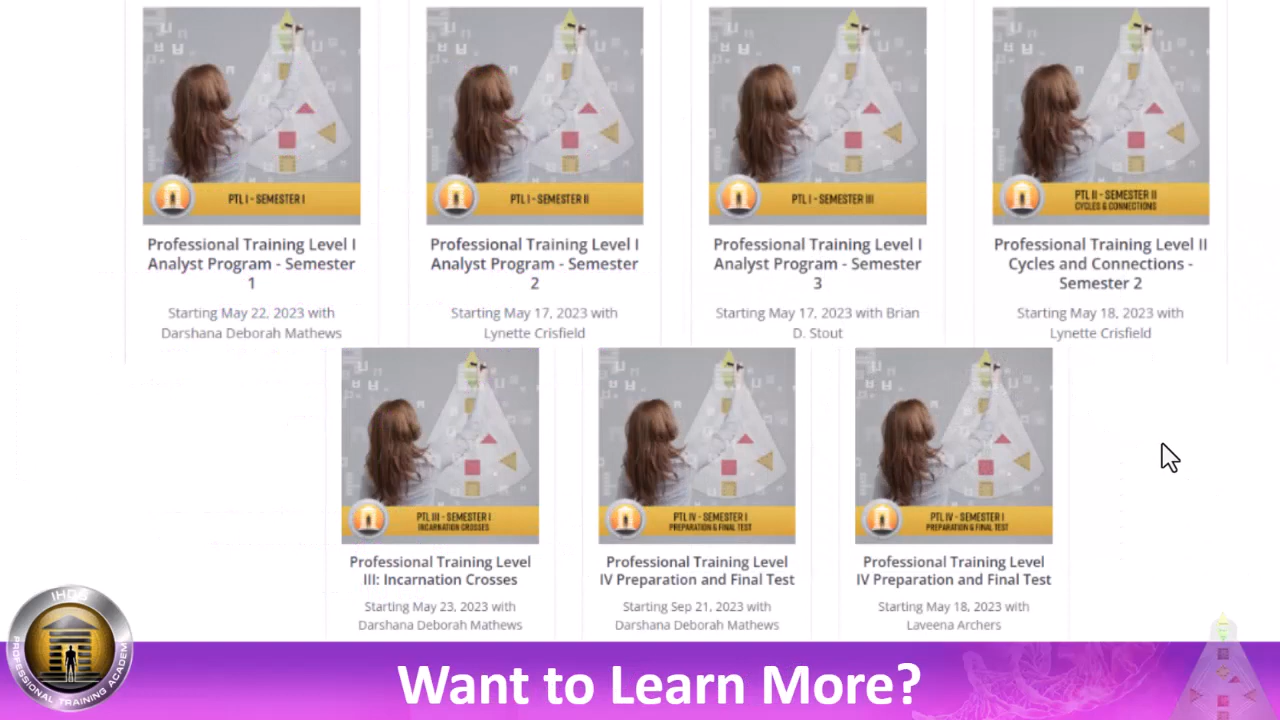 PTL I - SEMESTER I
PTL I - SEMESTER II
PTL I - SEMESTER III
PTL II - SEMESTER II
CYCLES & CONNECTIONS
Professional Training Level I
Analyst Program - Semester
1
Starting May 22, 2023 with
Darshana Deborah Mathews
Professional Training Level I
Analyst Program - Semester
2
Starting May 17, 2023 with
Lynette Crisfield
Professional Training Level I
Analyst Program - Semester
3
Starting May 17, 2023 with Brian
D. Stout
Professional Training Level II
Cycles and Connections -
Semester 2
Starting May 18, 2023 with
Lynette Crisfield
PTL III - SEMESTER I
INCARNATION CROSSES
PTL IV - SEMESTER I
PREPARATION & FINAL TEST
PTL IV - SEMESTER I
PREPARATION & FINAL TEST
Professional Training Level
III: Incarnation Crosses
Starting May 23, 2023 with
Darshana Deborah Mathews
Professional Training Level
IV Preparation and Final Test
Starting Sep 21, 2023 with
Darshana Deborah Mathews
Professional Training Level
IV Preparation and Final Test
Starting May 18, 2023 with
Laveena Archers
IHDS
PROFESSIONAL TRAINING ACADEMY
Want to Learn More?